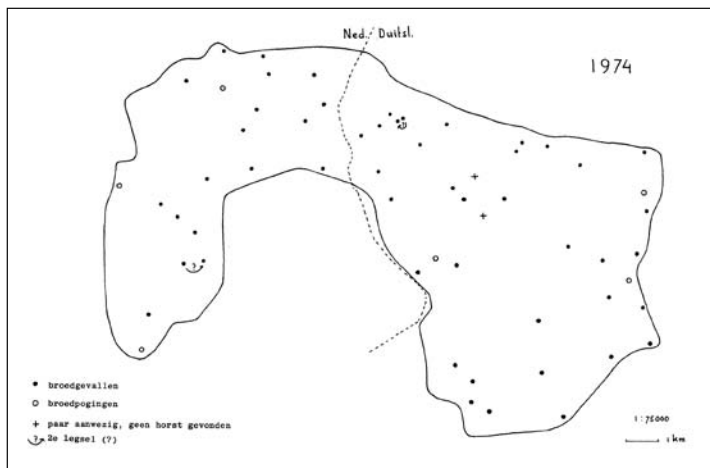 Ned. Duitsl.
1974
?
?
broedgevallen
broedpogingen
paar aanwezig, geen horst gevonden
? 2e legsel (?)
1:75000
1 km